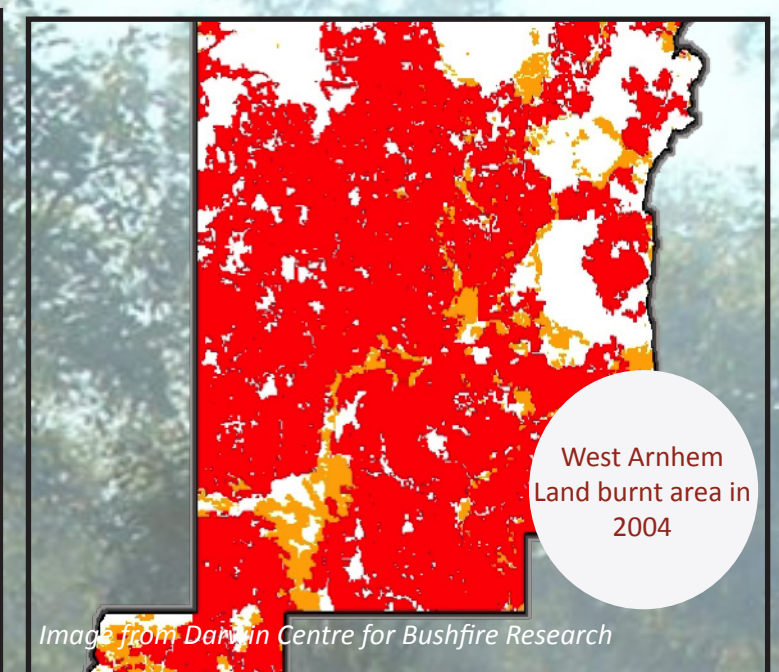 West Arnhem
Land burnt area in
2004
Image from Darwin Centre for Bushfire Research